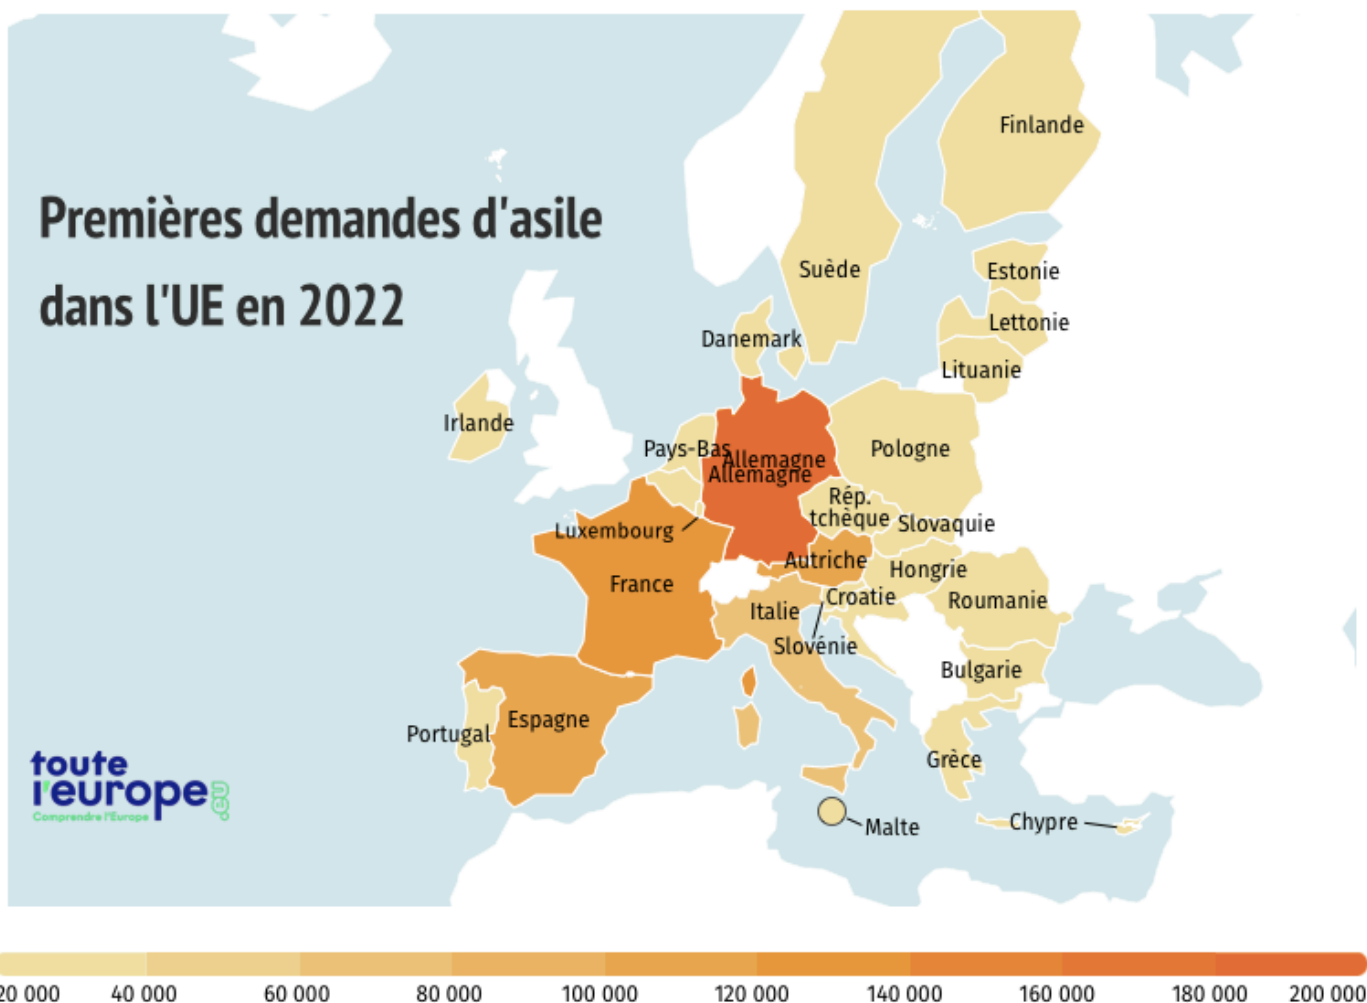 Premières demandes d'asile
dans l'UE en 2022
Finlande
Suède
Estonie
Lettonie
Danemark
Lituanie
Irlande
Pays-Bas
Allemagne
Allemagne
Pologne
Rép.
tchèque
Slovaquie
Luxembourg
Autriche
Hongrie
France
Croatie
Roumanie
Italie
Slovénie
Bulgarie
Espagne
Portugal
Grèce
Malte
Chypre
toute
l'europe.eu
Comprendre l'Europe
20 000 40 000 60 000 80 000 100 000 120 000 140 000 160 000 180 000 200 000